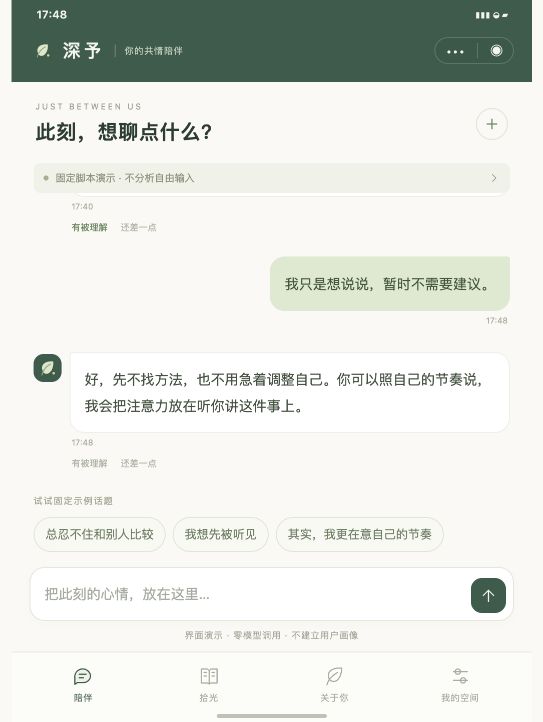 17:48
深予 | 你的共情陪伴
JUST BETWEEN US
此刻，想聊点什么？
固定脚本演示 · 不分析自由输入
17:40
有被理解 还差一点
我只是想说说，暂时不需要建议。
17:48
好，先不找方法，也不用急着调整自己。你可以照自己的节奏说，
我会把注意力放在听你讲这件事上。
17:48
有被理解 还差一点
试试固定示例话题
总忍不住和别人比较 我想先被听见 其实，我更在意自己的节奏
把此刻的心情，放在这里...
界面演示 · 零模型调用 · 不建立用户画像
陪伴 拾光 关于你 我的空间